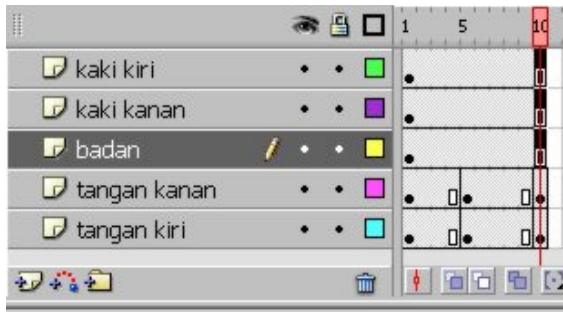 1 5 10
kaki kiri
kaki kanan
badan
tangan kanan
tangan kiri